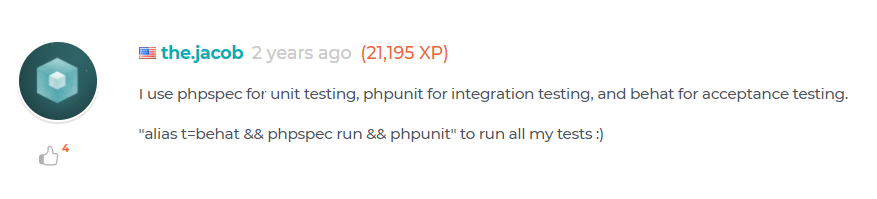 the.jacob 2 years ago (21,195 XP)
I use phpspec for unit testing, phpunit for integration testing, and behat for acceptance testing.
"alias t=behat && phpspec run && phpunit" to run all my tests :)
4